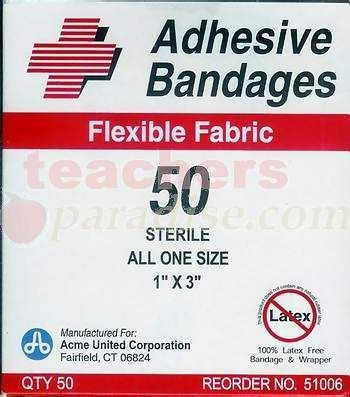 Adhesive
Bandages
Flexible Fabric
teachers
paradise.com
50
STERILE
ALL ONE SIZE
1" X 3"
Latex
Manufactured For:
Acme United Corporation
Fairfield, CT 06824
100% Latex Free
Bandage & Wrapper
QTY 50
REORDER NO. 51006